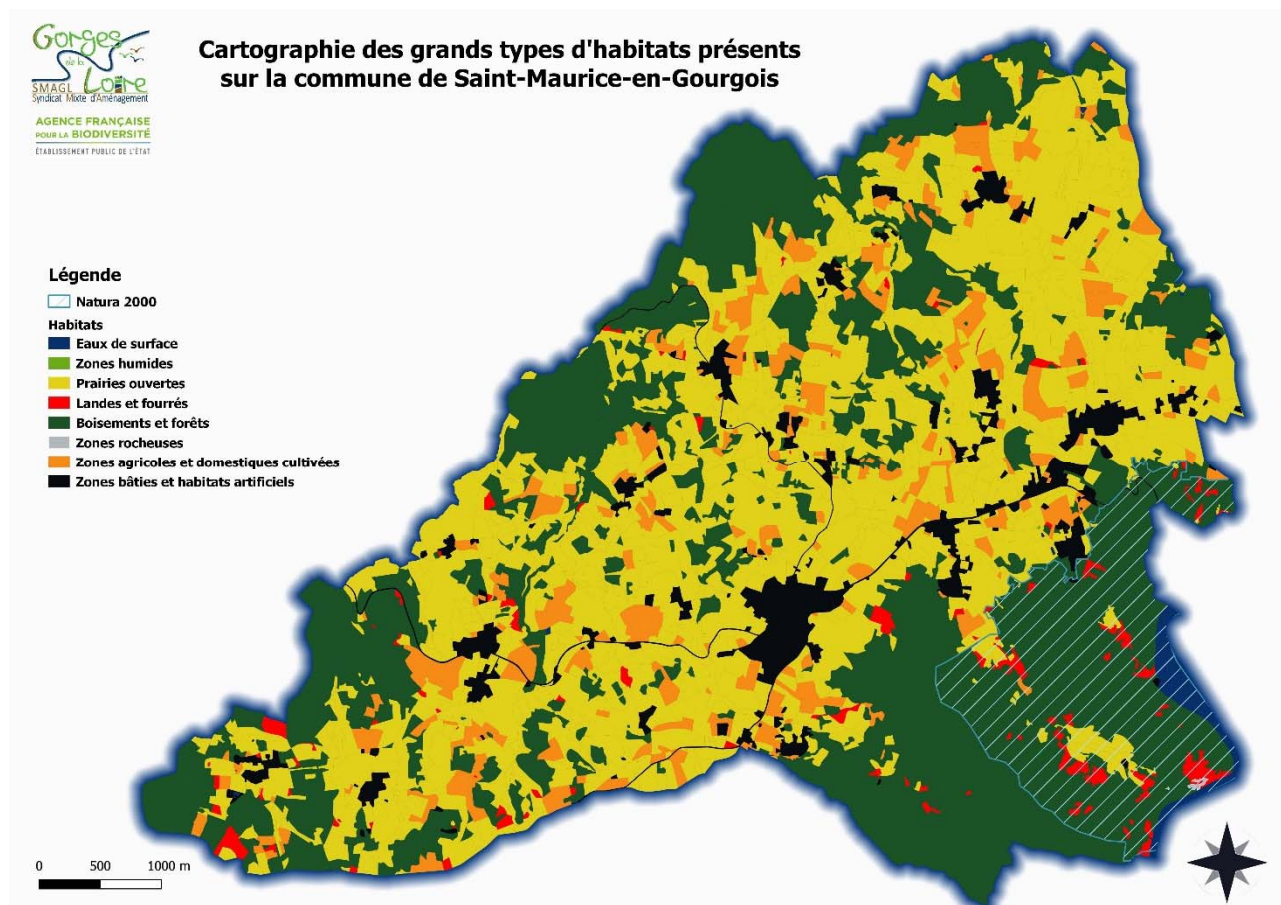 Gorges
de la
Loire
SMAGL
Syndicat Mixte d'Aménagement
AGENCE FRANÇAISE
POUR LA BIODIVERSITÉ
ÉTABLISSEMENT PUBLIC DE L'ÉTAT
Cartographie des grands types d'habitats présents
sur la commune de Saint-Maurice-en-Gourgois
Légende
Natura 2000
Habitats
Eaux de surface
Zones humides
Prairies ouvertes
Landes et fourrés
Boisements et forêts
Zones rocheuses
Zones agricoles et domestiques cultivées
Zones bâties et habitats artificiels
0 500 1000 m